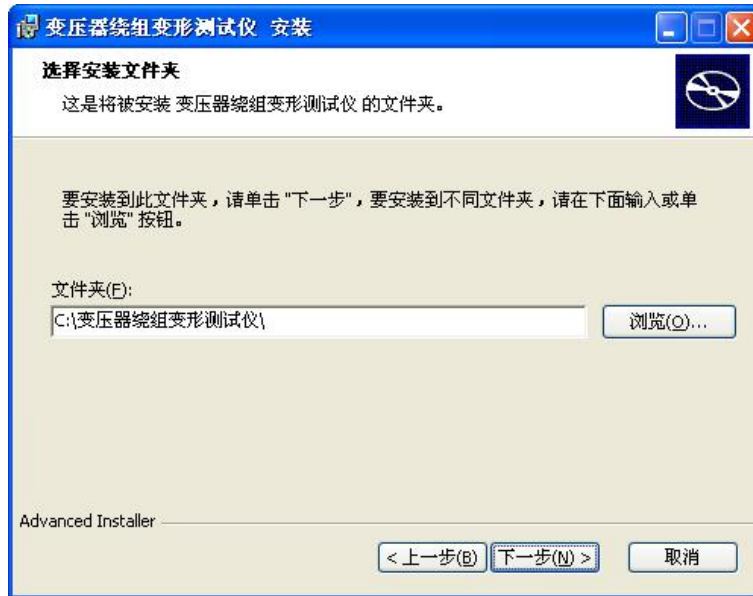 变压器绕组变形测试仪 安装
选择安装文件夹
这是将被安装 变压器绕组变形测试仪 的文件夹。
要安装到此文件夹，请单击 "下一步"，要安装到不同文件夹，请在下面输入或单
击 "浏览" 按钮。
文件夹(F):
C:\变压器绕组变形测试仪\
浏览(O)...
Advanced Installer
< 上一步(B)
下一步(N) >
取消